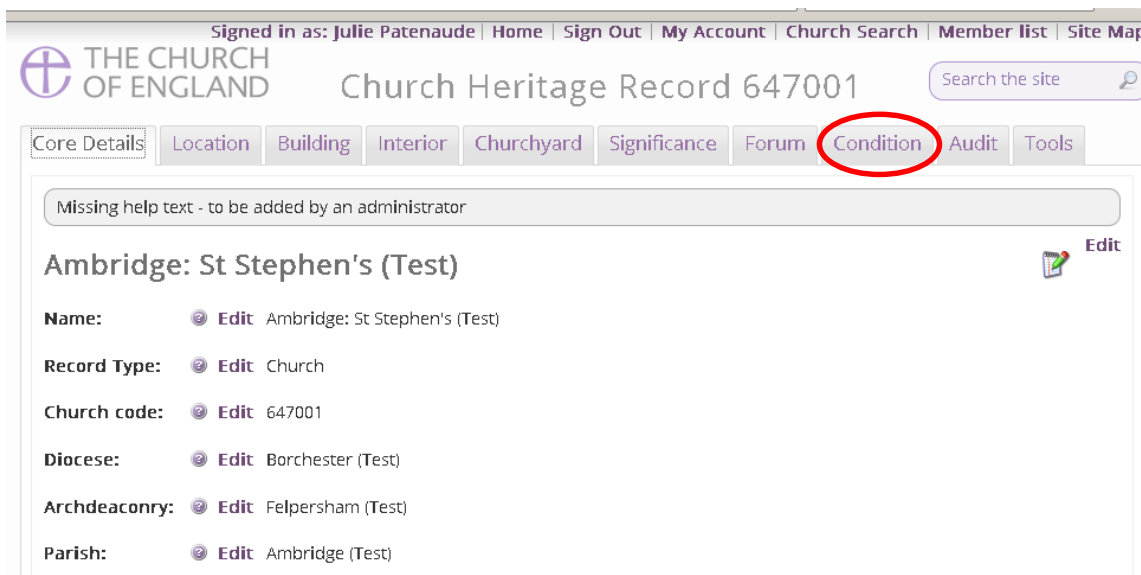 Signed in as: Julie Patenaude | Home | Sign Out | My Account | Church Search | Member list | Site Map
THE CHURCH
OF ENGLAND
Church Heritage Record 647001
Search the site
Core Details Location Building Interior Churchyard Significance Forum Condition Audit Tools
Missing help text - to be added by an administrator
Edit
Ambridge: St Stephen's (Test)
Name: Edit Ambridge: St Stephen's (Test)
Record Type: Edit Church
Church code: Edit 647001
Diocese: Edit Borchester (Test)
Archdeaconry: Edit Felpersham (Test)
Parish: Edit Ambridge (Test)